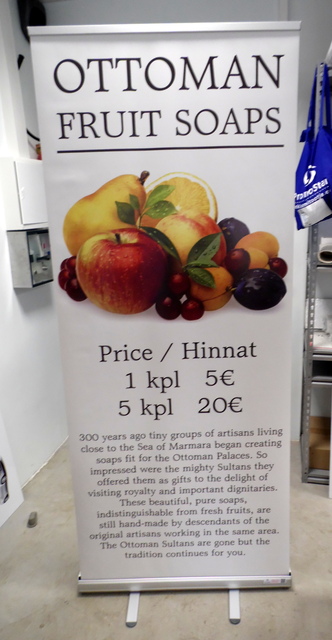 OTTOMAN
FRUIT SOAPS
Price / Hinnat
1 kpl 5€
5 kpl 20€
300 years ago tiny groups of artisans living
close to the Sea of Marmara began creating
soaps fit for the Ottoman Palaces. So
impressed were the mighty Sultans they
offered them as gifts to the delight of
visiting royalty and important dignitaries.
These beautiful, pure soaps,
indistinguishable from fresh fruits, are
still hand-made by descendants of the
original artisans working in the same area.
The Ottoman Sultans are gone but the
tradition continues for you.